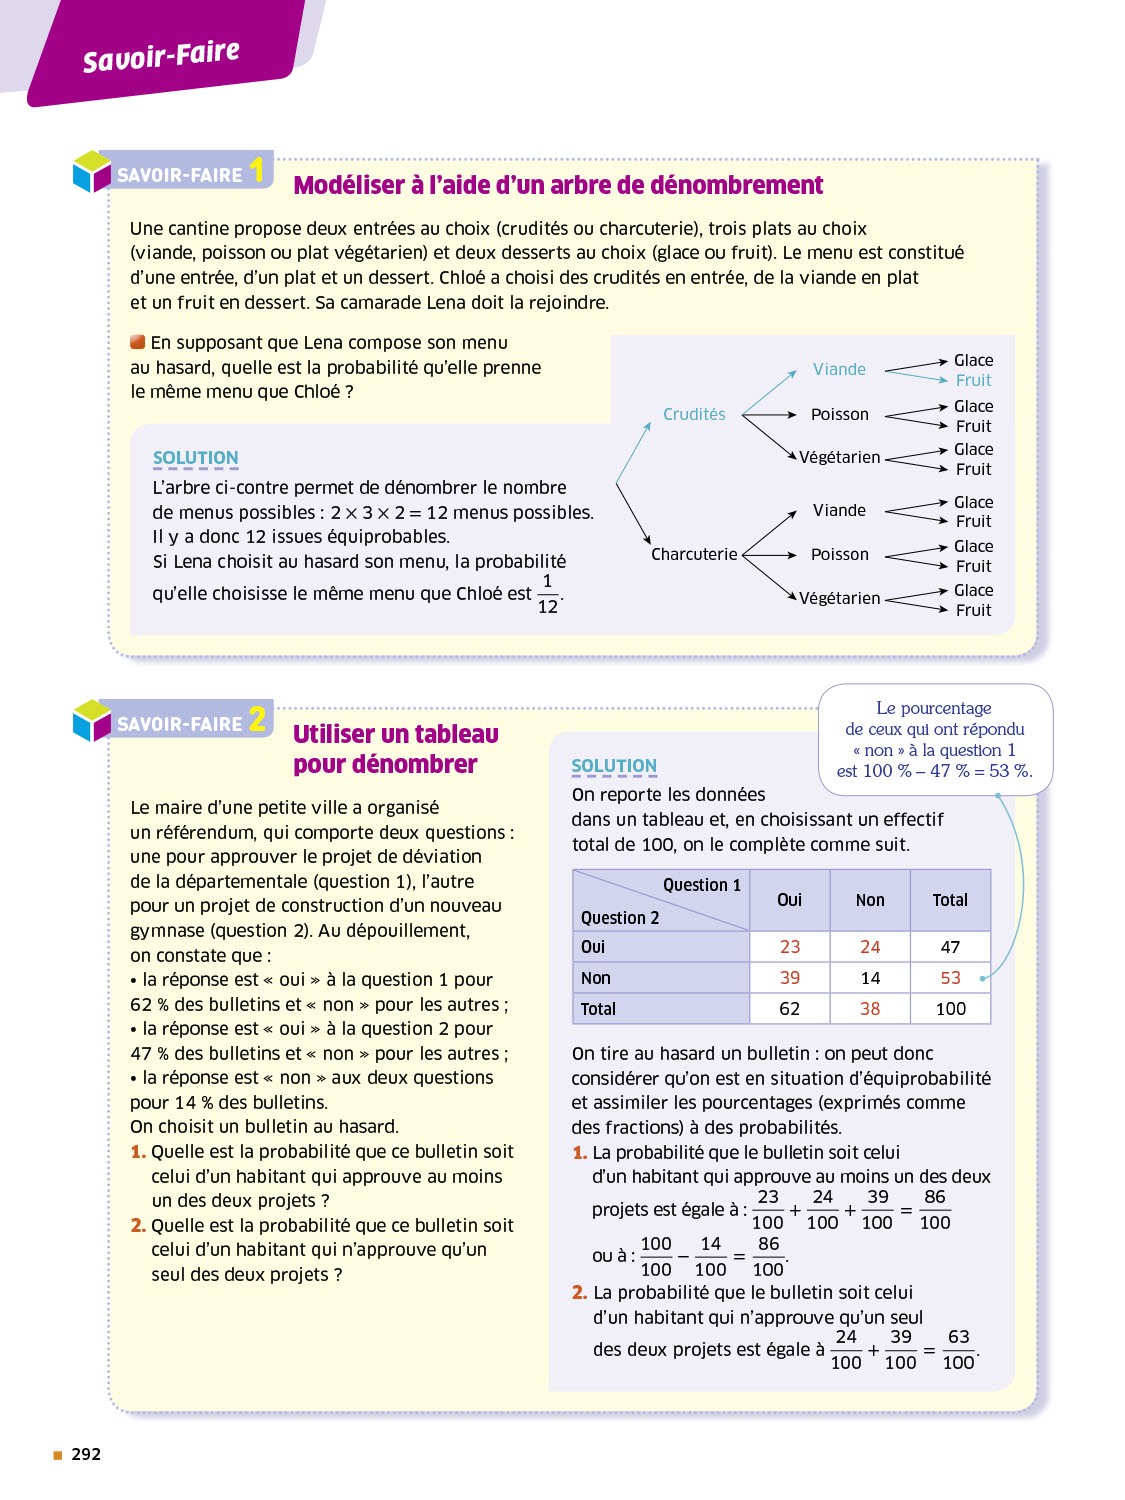 Savoir-Faire
SAVOIR-FAIRE 1
Modéliser à l'aide d'un arbre de dénombrement
Une cantine propose deux entrées au choix (crudités ou charcuterie), trois plats au choix
(viande, poisson ou plat végétarien) et deux desserts au choix (glace ou fruit). Le menu est constitué
d'une entrée, d'un plat et un dessert. Chloé a choisi des crudités en entrée, de la viande en plat
et un fruit en dessert. Sa camarade Lena doit la rejoindre.
En supposant que Lena compose son menu
au hasard, quelle est la probabilité qu'elle prenne
le même menu que Chloé ?
SOLUTION
L'arbre ci-contre permet de dénombrer le nombre
de menus possibles : 2 × 3 × 2 = 12 menus possibles.
Il y a donc 12 issues équiprobables.
Si Lena choisit au hasard son menu, la probabilité
qu'elle choisisse le même menu que Chloé est 1/12.
Crudités
Viande
Glace
Fruit
Poisson
Glace
Fruit
Végétarien
Glace
Fruit
Charcuterie
Viande
Glace
Fruit
Poisson
Glace
Fruit
Végétarien
Glace
Fruit
SAVOIR-FAIRE 2
Utiliser un tableau
pour dénombrer
Le maire d'une petite ville a organisé
un référendum, qui comporte deux questions :
une pour approuver le projet de déviation
de la départementale (question 1), l'autre
pour un projet de construction d'un nouveau
gymnase (question 2). Au dépouillement,
on constate que :
• la réponse est « oui » à la question 1 pour
62 % des bulletins et « non » pour les autres ;
• la réponse est « oui » à la question 2 pour
47 % des bulletins et « non » pour les autres ;
• la réponse est « non » aux deux questions
pour 14 % des bulletins.
On choisit un bulletin au hasard.
1. Quelle est la probabilité que ce bulletin soit
celui d'un habitant qui approuve au moins
un des deux projets ?
2. Quelle est la probabilité que ce bulletin soit
celui d'un habitant qui n'approuve qu'un
seul des deux projets ?
Le pourcentage
de ceux qui ont répondu
« non » à la question 1
est 100 % – 47 % = 53 %.
SOLUTION
On reporte les données
dans un tableau et, en choisissant un effectif
total de 100, on le complète comme suit.
Question 1
Question 2
Oui Non Total
Oui 23 24 47
Non 39 14 53
Total 62 38 100
On tire au hasard un bulletin : on peut donc
considérer qu'on est en situation d'équiprobabilité
et assimiler les pourcentages (exprimés comme
des fractions) à des probabilités.
1. La probabilité que le bulletin soit celui
d'un habitant qui approuve au moins un des deux
projets est égale à : 23/100 + 24/100 + 39/100 = 86/100
ou à : 100/100 – 14/100 = 86/100.
2. La probabilité que le bulletin soit celui
d'un habitant qui n'approuve qu'un seul
des deux projets est égale à 24/100 + 39/100 = 63/100.
292